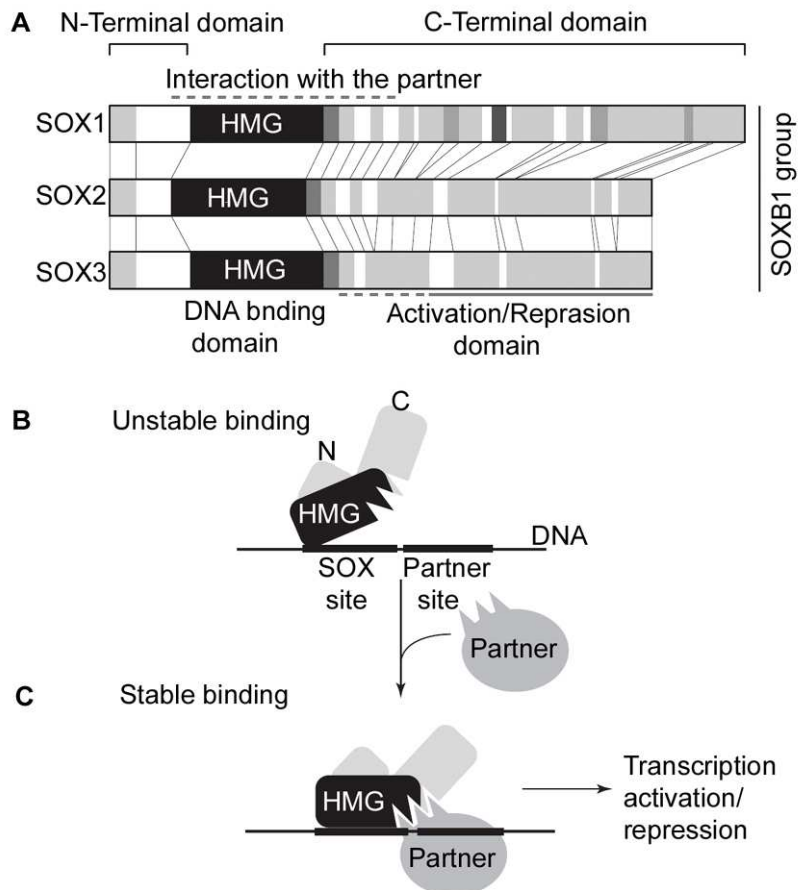 A
N-Terminal domain
C-Terminal domain
Interaction with the partner
SOX1
HMG
SOX2
HMG
SOX3
HMG
SOXB1 group
DNA bnding
domain
Activation/Reprasion
domain
B
Unstable binding
N
C
HMG
DNA
SOX
site
Partner
site
Partner
C
Stable binding
HMG
Partner
Transcription
activation/
repression